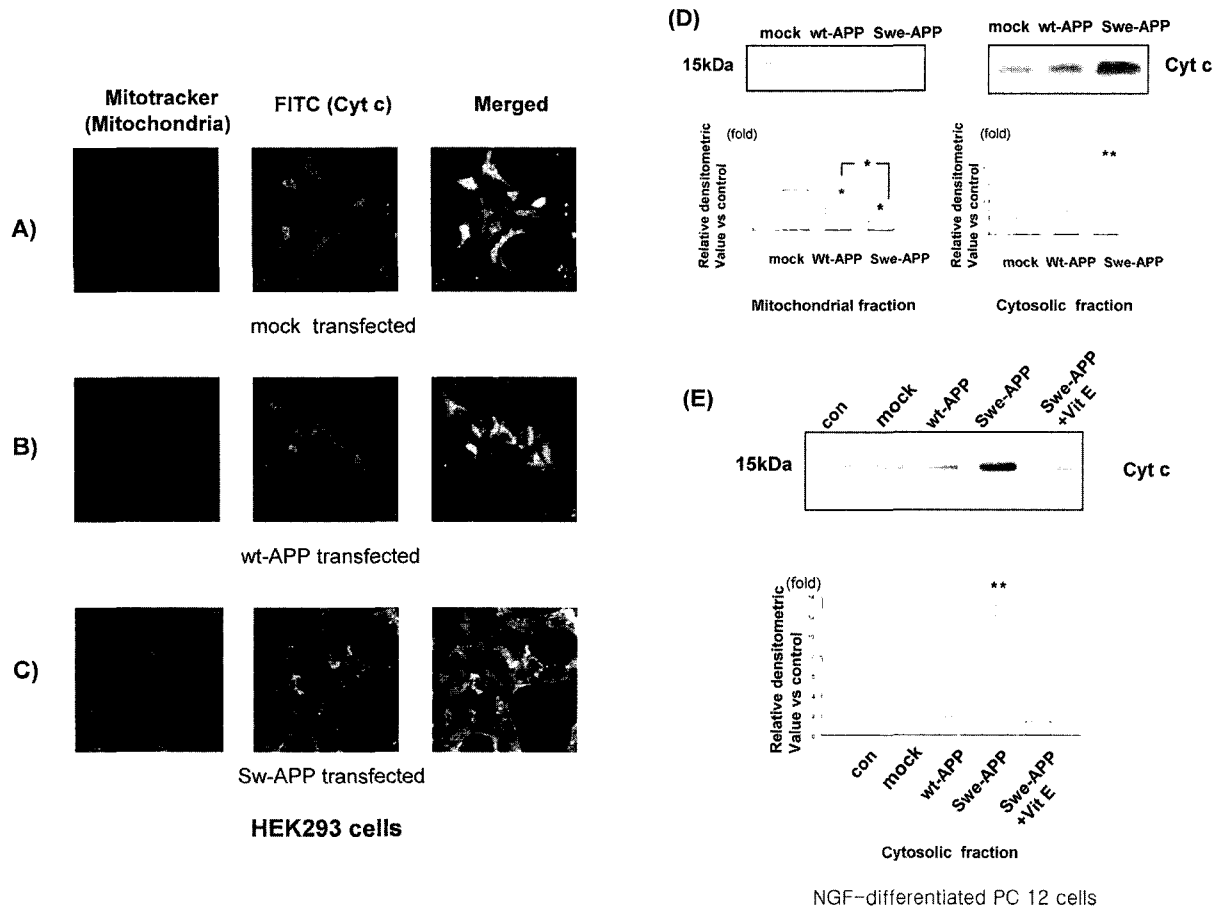 Mitotracker
(Mitochondria)
FITC (Cyt c)
Merged
A)
mock transfected
B)
wt-APP transfected
C)
Sw-APP transfected
HEK293 cells
(D)
mock wt-APP Swe-APP
15kDa
mock wt-APP Swe-APP
Cyt c
Relative densitometric
Value vs control
(fold)
*
*
*
mock Wt-APP Swe-APP
Mitochondrial fraction
Relative densitometric
Value vs control
(fold)
**
mock Wt-APP Swe-APP
Cytosolic fraction
(E)
con
mock
wt-APP
Swe-APP
Swe-APP
+Vit E
15kDa
Cyt c
Relative densitometric
Value vs control
(fold)
**
con
mock
wt-APP
Swe-APP
Swe-APP
+Vit E
Cytosolic fraction
NGF-differentiated PC 12 cells